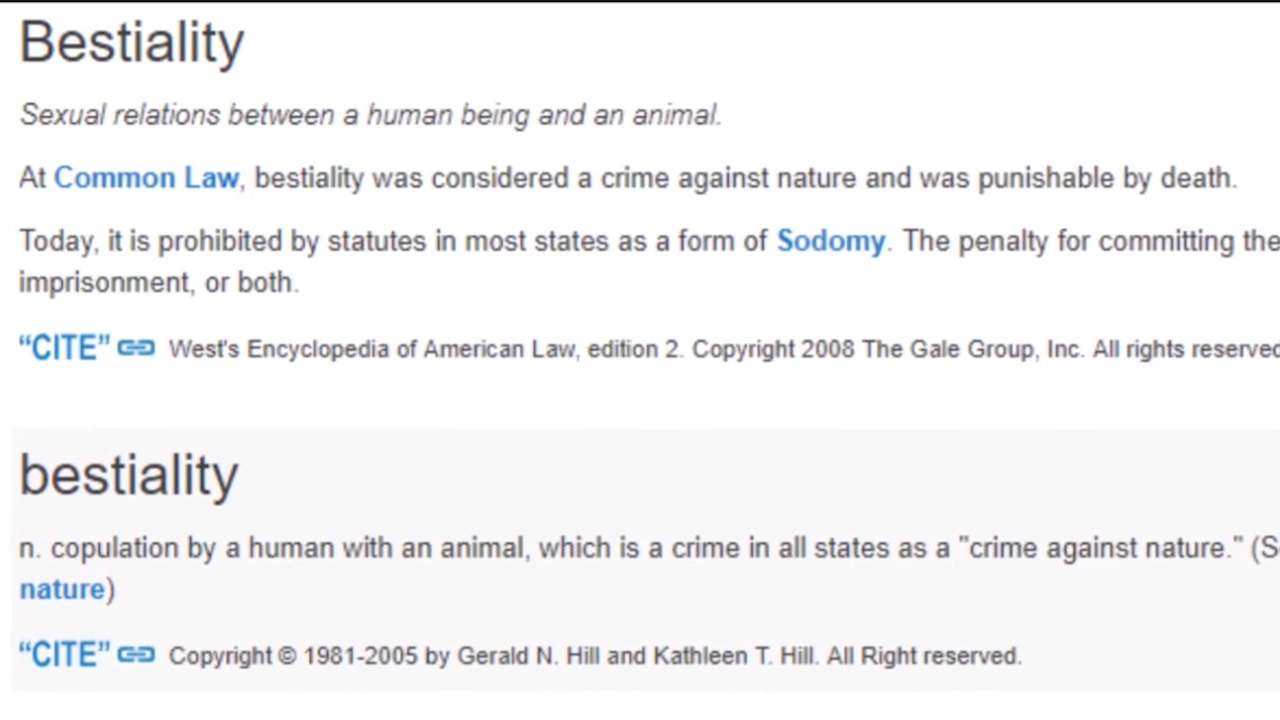 Bestiality
Sexual relations between a human being and an animal.
At Common Law, bestiality was considered a crime against nature and was punishable by death.
Today, it is prohibited by statutes in most states as a form of Sodomy. The penalty for committing the
imprisonment, or both.
“CITE” West's Encyclopedia of American Law, edition 2. Copyright 2008 The Gale Group, Inc. All rights reserved
bestiality
n. copulation by a human with an animal, which is a crime in all states as a "crime against nature." (S
nature)
“CITE” Copyright © 1981-2005 by Gerald N. Hill and Kathleen T. Hill. All Right reserved.